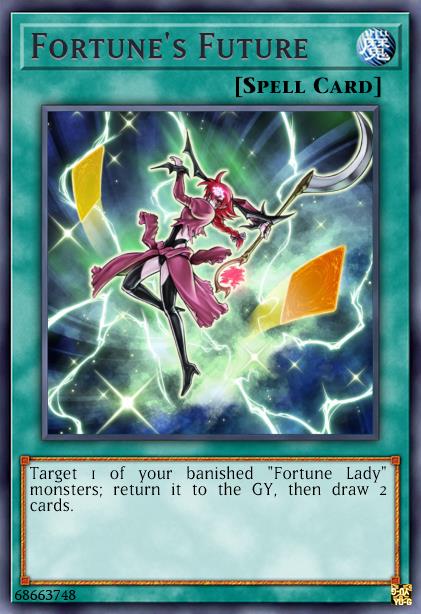 Fortune's Future
魔
[Spell Card]
Target 1 of your banished "Fortune Lady"
monsters; return it to the GY, then draw 2
cards.
68663748